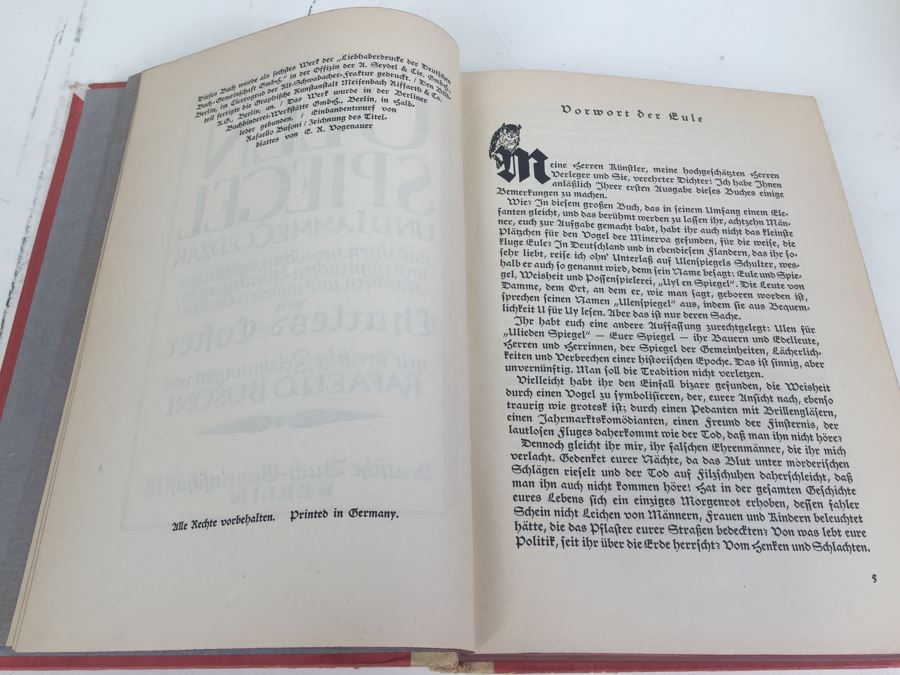 Dieses Buch wurde als sechstes Werk der „Liebhaberdrucke der Deutschen
Buch-Gemeinschaft GmbH.“ in der Offizin der A. Seydel & Cie. GmbH.,
Berlin, in Cicerograd der Alt-Schwabacher-Fraktur gedruckt. / Den Bild-
teil fertigte die Graphische Kunstanstalt Meisenbach Riffarth & Co.
A.G., Berlin, an. / Das Werk wurde in der Berliner
Buchbinderei-Werkstätte GmbH., Berlin, in Halb-
leder gebunden. / Einbandentwurf von
Rafaello Busoni / Zeichnung des Titel-
blattes von E. R. Vogenauer
Alle Rechte vorbehalten. Printed in Germany.
Vorwort der Eule
Meine Herren Künstler, meine hochgeschätzten Herren
Verleger und Sie, verehrter Dichter! Ich habe Ihnen
anläßlich Ihrer ersten Ausgabe dieses Buches einige
Bemerkungen zu machen.
Wie? In diesem großen Buch, das in seinem Umfang einem Ele-
fanten gleicht, und das berühmt werden zu lassen ihr, achtzehn Män-
ner, euch zur Aufgabe gemacht habt, habt ihr auch nicht das kleinste
Plätzchen für den Vogel der Minerva gefunden, für die weise, die
kluge Eule? In Deutschland und in ebendiesem Flandern, das ihr so-
sehr liebt, reise ich ohn' Unterlaß auf Ulenspiegels Schulter, wes-
halb er auch so genannt wird, denn sein Name besagt: Eule und Spie-
gel, Weisheit und Possenspielerei, „Uyl en Spiegel“. Die Leute von
Damme, dem Ort, an dem er, wie man sagt, geboren worden ist,
sprechen seinen Namen „Ulenspiegel“ aus, indem sie aus Bequem-
lichkeit U für Uy lesen. Aber das ist nur deren Sache.
Ihr habt euch eine andere Auffassung zurechtgelegt: Ulen für
„Ulieden Spiegel“ — Euer Spiegel — ihr Bauern und Edelleute,
Herren und Herrinnen, der Spiegel der Gemeinheiten, Lächerlich-
keiten und Verbrechen einer historischen Epoche. Das ist sinnig, aber
unvernünftig. Man soll die Tradition nicht verletzen.
Vielleicht habt ihr den Einfall bizarr gefunden, die Weisheit
durch einen Vogel zu symbolisieren, der, eurer Ansicht nach, ebenso
traurig wie grotesk ist; durch einen Pedanten mit Brillengläsern,
einen Jahrmarktskomödianten, einen Freund der Finsternis, der
lautlosen Fluges daherkommt wie der Tod, daß man ihn nicht höre?
Dennoch gleicht ihr mir, ihr falschen Ehrenmänner, die ihr mich
verlacht. Gedenket eurer Nächte, da das Blut unter mörderischen
Schlägen rieselt und der Tod auf Filzschuhen daherschleicht, daß
man ihn auch nicht kommen höre! Hat in der gesamten Geschichte
eures Lebens sich ein einziges Morgenrot erhoben, dessen fahler
Schein nicht Leichen von Männern, Frauen und Kindern beleuchtet
hätte, die das Pflaster eurer Straßen bedeckten? Von was lebt eure
Politik, seit ihr über die Erde herrscht? Vom Henken und Schlachten.
5